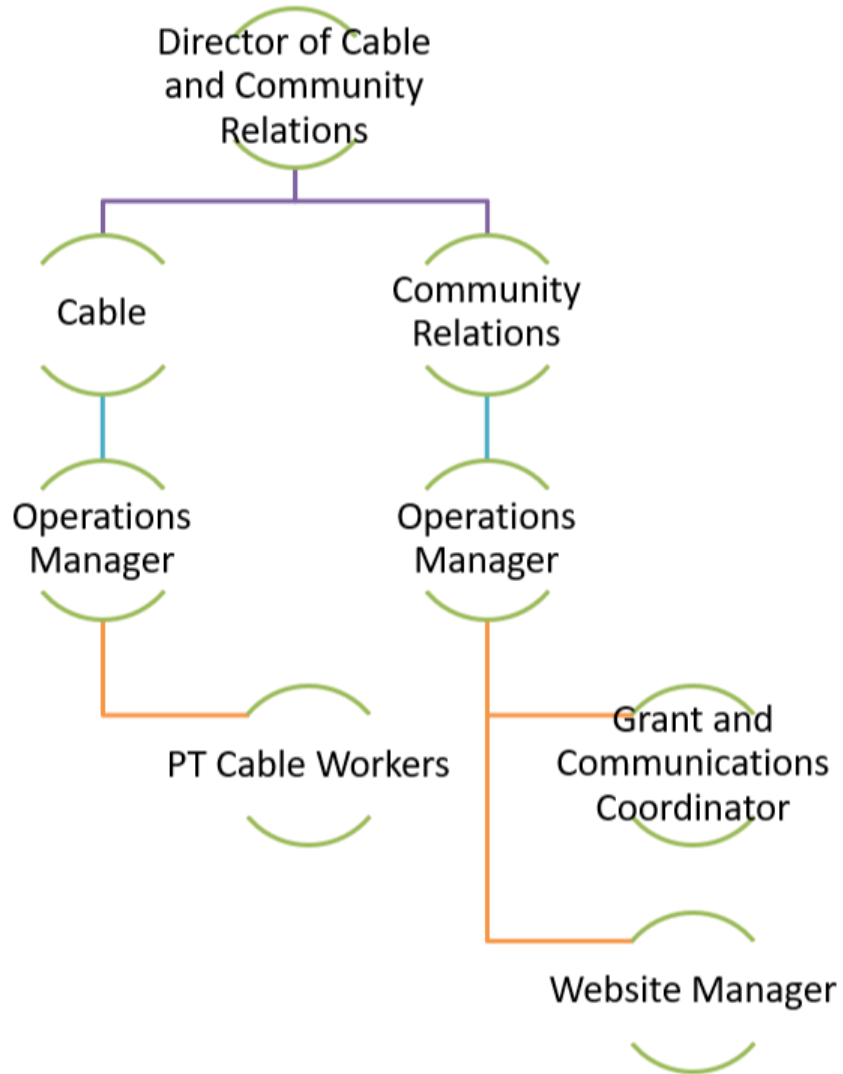 Director of Cable
and Community
Relations
Cable
Community
Relations
Operations
Manager
Operations
Manager
PT Cable Workers
Grant and
Communications
Coordinator
Website Manager